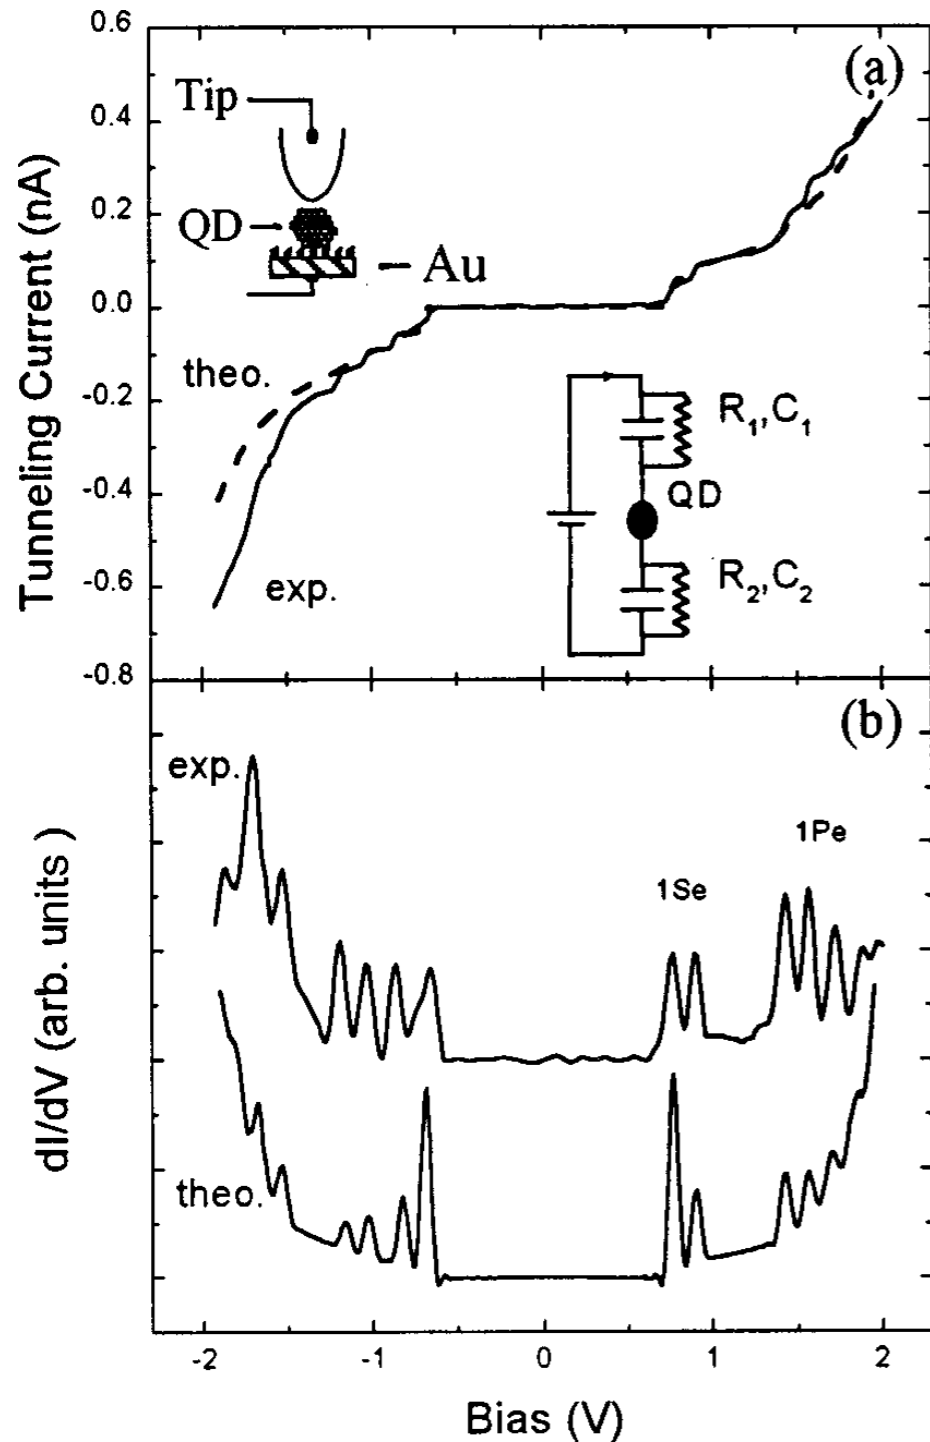 (a)
Tunneling Current (nA)
0.6
0.4
0.2
0.0
-0.2
-0.4
-0.6
-0.8
Tip
QD
Au
theo.
exp.
R1,C1
QD
R2,C2
(b)
dI/dV (arb. units )
exp.
1Se
1Pe
theo.
-2 -1 0 1 2
Bias (V)